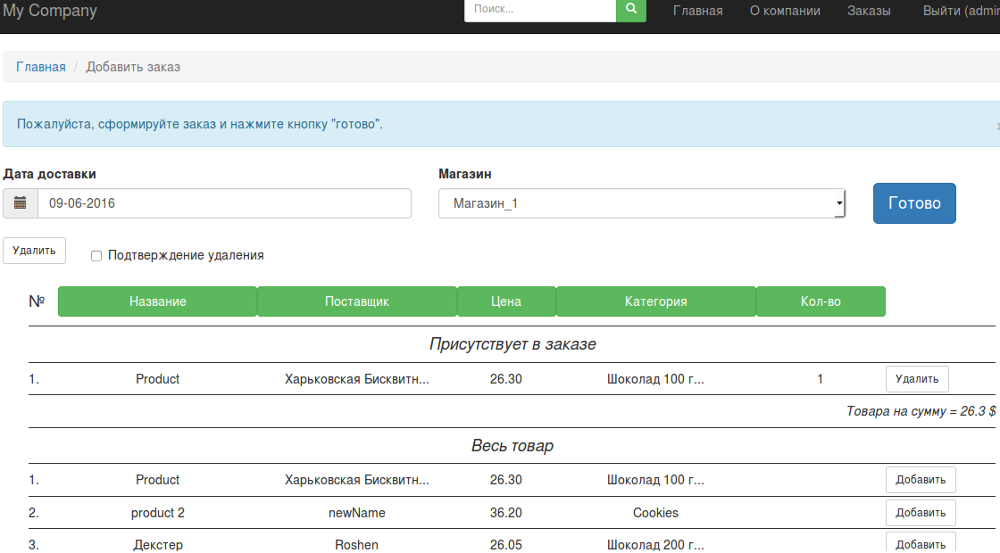 My Company Поиск... Главная О компании Заказы Выйти (admin
Главная / Добавить заказ
Пожалуйста, сформируйте заказ и нажмите кнопку "готово". ×
Дата доставки Магазин
09-06-2016 Магазин_1 Готово
Удалить Подтверждение удаления
№ Название Поставщик Цена Категория Кол-во
Присутствует в заказе
1. Product Харьковская Бисквитн... 26.30 Шоколад 100 г... 1 Удалить
Товара на сумму = 26.3 $
Весь товар
1. Product Харьковская Бисквитн... 26.30 Шоколад 100 г... Добавить
2. product 2 newName 36.20 Cookies Добавить
3. Декстер Roshen 26.05 Шоколад 200 г... Добавить